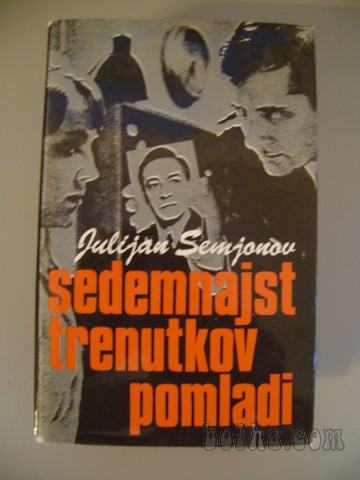 Julijan Semjonov
sedemnajst
trenutkov
pomladi
bolha.com